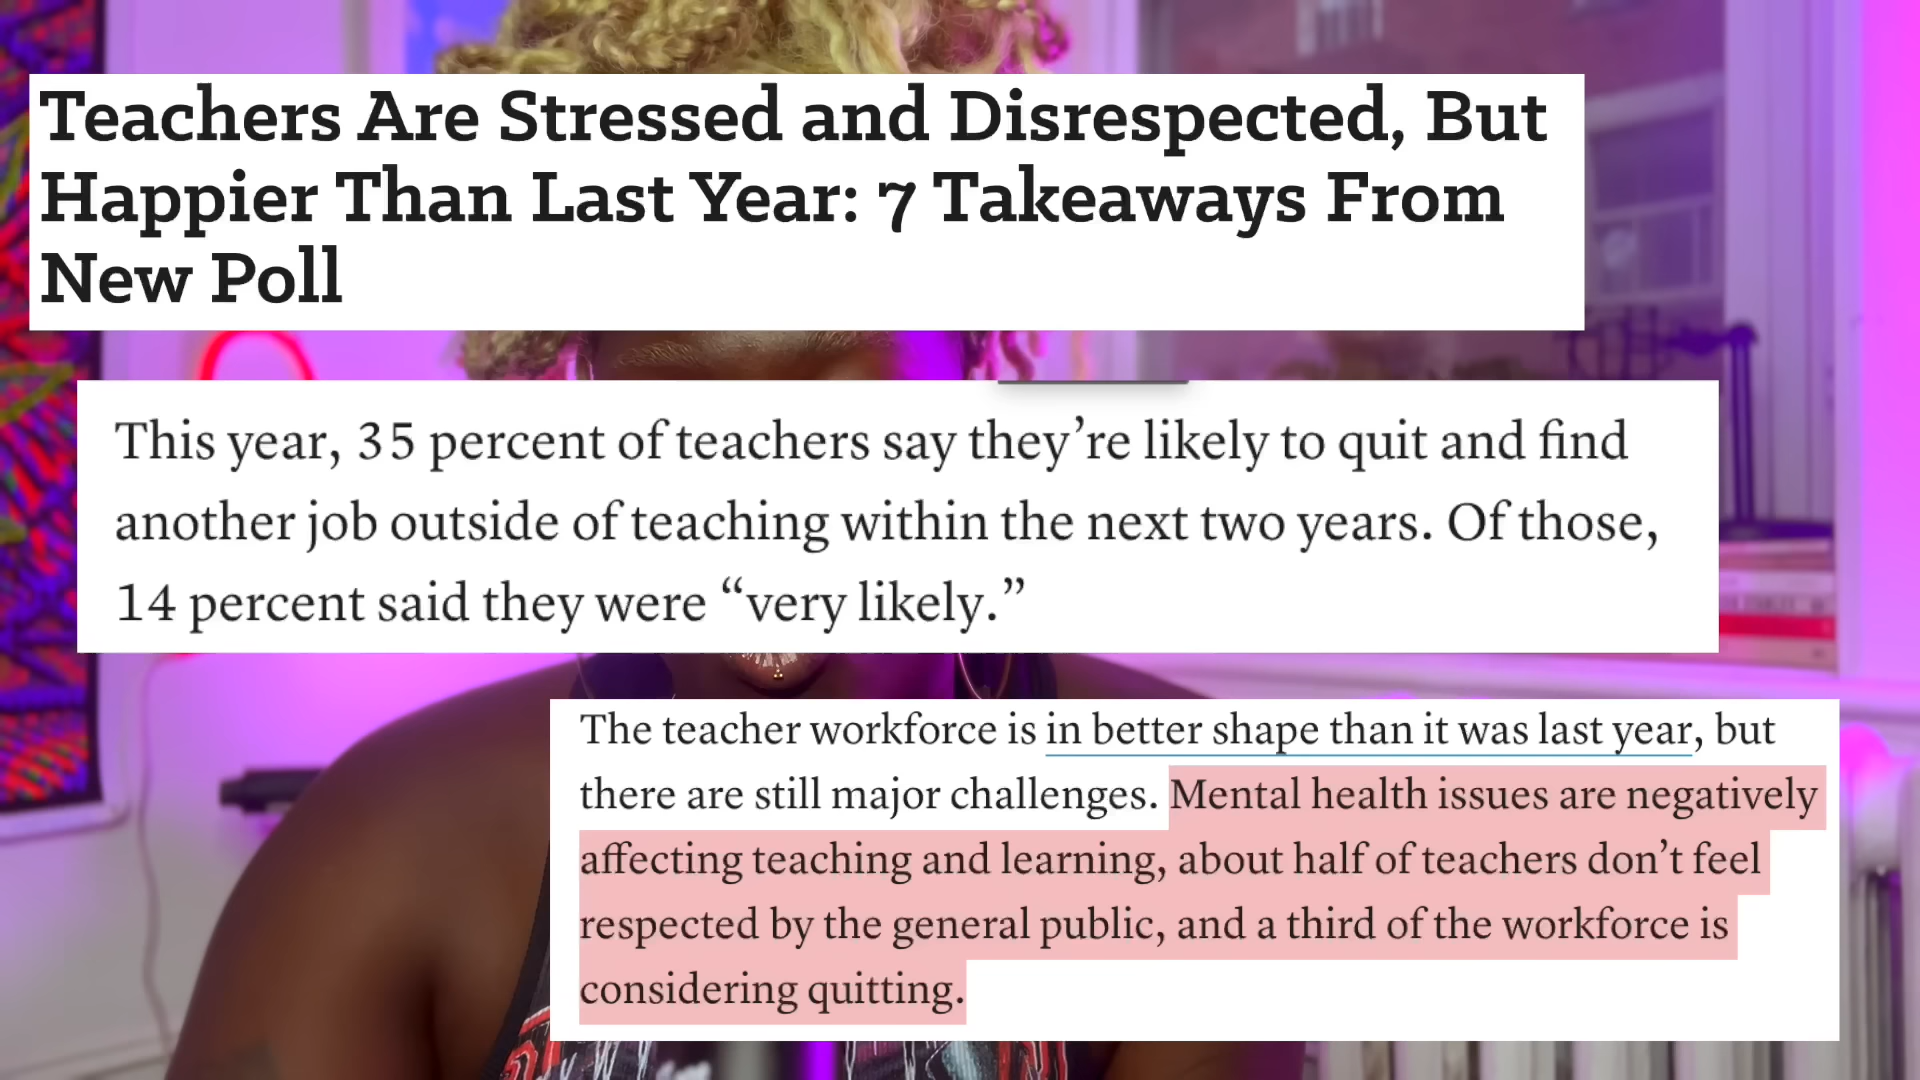 Teachers Are Stressed and Disrespected, But
Happier Than Last Year: 7 Takeaways From
New Poll
This year, 35 percent of teachers say they’re likely to quit and find
another job outside of teaching within the next two years. Of those,
14 percent said they were “very likely.”
The teacher workforce is in better shape than it was last year, but
there are still major challenges. Mental health issues are negatively
affecting teaching and learning, about half of teachers don’t feel
respected by the general public, and a third of the workforce is
considering quitting.